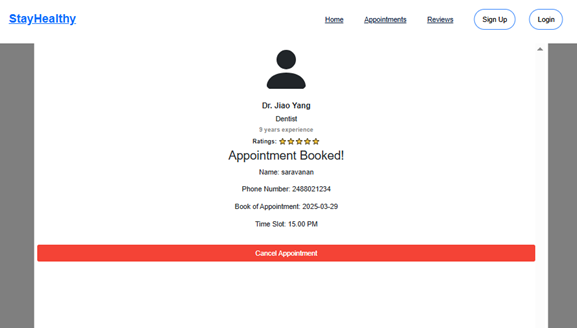 StayHealthy
Home Appointments Reviews Sign Up Login
Dr. Jiao Yang
Dentist
9 years experience
Ratings:
Appointment Booked!
Name: saravanan
Phone Number: 2488021234
Book of Appointment: 2025-03-29
Time Slot: 15.00 PM
Cancel Appointment